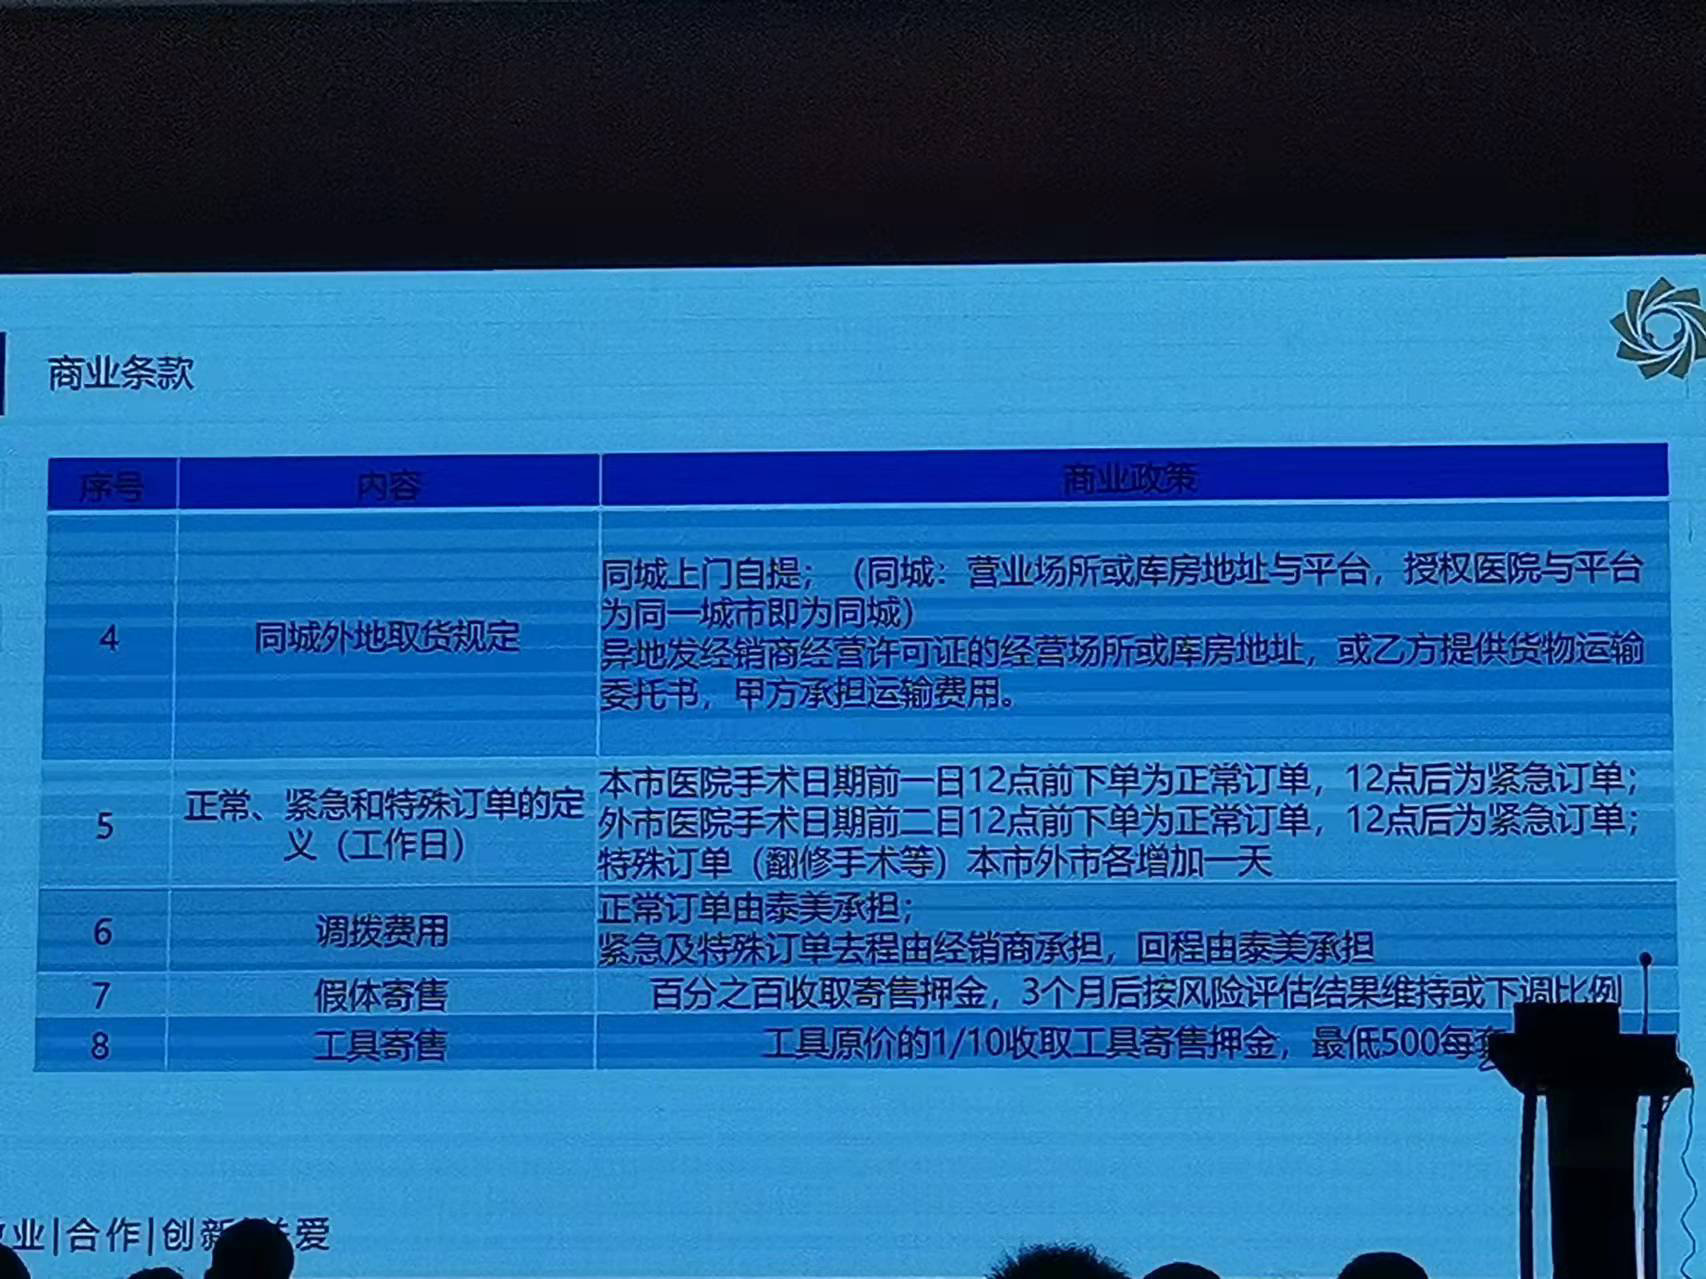 商业条款
序号 内容 商业政策
4 同城外地取货规定
同城上门自提；（同城：营业场所或库房地址与平台，授权医院与平台
为同一城市即为同城）
异地发经销商经营许可证的经营场所或库房地址，或乙方提供货物运输
委托书，甲方承担运输费用。
5 正常、紧急和特殊订单的定
义（工作日）
本市医院手术日期前一日12点前下单为正常订单，12点后为紧急订单；
外市医院手术日期前二日12点前下单为正常订单，12点后为紧急订单；
特殊订单（翻修手术等）本市外市各增加一天
6 调拨费用
正常订单由泰美承担；
紧急及特殊订单去程由经销商承担，回程由泰美承担
7 假体寄售 百分之百收取寄售押金，3个月后按风险评估结果维持或下调比例
8 工具寄售 工具原价的1/10收取工具寄售押金，最低500每套
业|合作|创新 爱